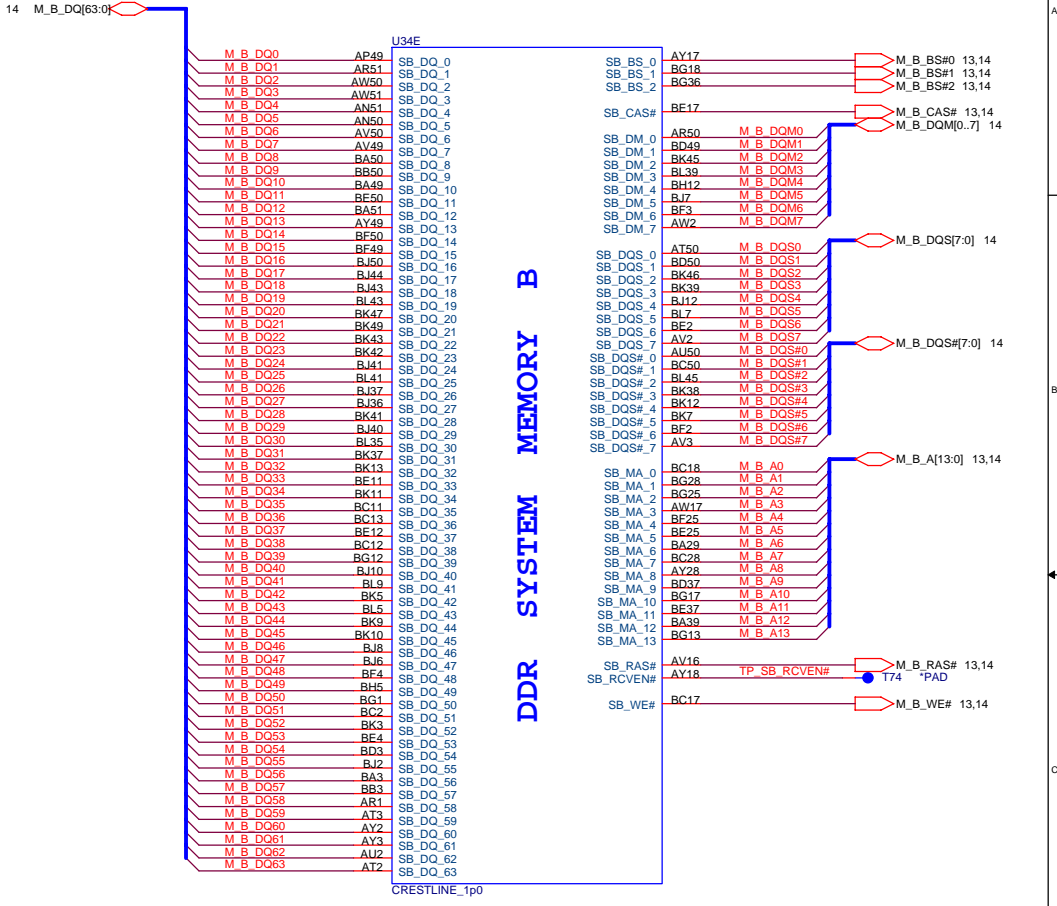 14 M_B_DQ[63:0]
A
U34E
M_B_DQ0 AP49 SB_DQ_0 SB_BS_0 AY17 M_B_BS#0 13,14
M_B_DQ1 AR51 SB_DQ_1 SB_BS_1 BG18 M_B_BS#1 13,14
M_B_DQ2 AW50 SB_DQ_2 SB_BS_2 BG36 M_B_BS#2 13,14
M_B_DQ3 AW51 SB_DQ_3
M_B_DQ4 AN51 SB_DQ_4 SB_CAS# BE17 M_B_CAS# 13,14
M_B_DQ5 AN50 SB_DQ_5 M_B_DQM[0..7] 14
M_B_DQ6 AV50 SB_DQ_6 SB_DM_0 AR50 M_B_DQM0
M_B_DQ7 AV49 SB_DQ_7 SB_DM_1 BD49 M_B_DQM1
M_B_DQ8 BA50 SB_DQ_8 SB_DM_2 BK45 M_B_DQM2
M_B_DQ9 BB50 SB_DQ_9 SB_DM_3 BL39 M_B_DQM3
M_B_DQ10 BA49 SB_DQ_10 SB_DM_4 BH12 M_B_DQM4
M_B_DQ11 BE50 SB_DQ_11 SB_DM_5 BJ7 M_B_DQM5
M_B_DQ12 BA51 SB_DQ_12 SB_DM_6 BF3 M_B_DQM6
M_B_DQ13 AY49 SB_DQ_13 SB_DM_7 AW2 M_B_DQM7
M_B_DQ14 BF50 SB_DQ_14 M_B_DQS[7:0] 14
M_B_DQ15 BF49 SB_DQ_15 SB_DQS_0 AT50 M_B_DQS0
M_B_DQ16 BJ50 SB_DQ_16 SB_DQS_1 BD50 M_B_DQS1
M_B_DQ17 BJ44 SB_DQ_17 SB_DQS_2 BK46 M_B_DQS2
M_B_DQ18 BJ43 SB_DQ_18 SB_DQS_3 BK39 M_B_DQS3
M_B_DQ19 BL43 SB_DQ_19 SB_DQS_4 BJ12 M_B_DQS4
M_B_DQ20 BK47 SB_DQ_20 SB_DQS_5 BL7 M_B_DQS5
M_B_DQ21 BK49 SB_DQ_21 SB_DQS_6 BE2 M_B_DQS6
M_B_DQ22 BK43 SB_DQ_22 SB_DQS_7 AV2 M_B_DQS7 M_B_DQS#[7:0] 14
M_B_DQ23 BK42 SB_DQ_23 SB_DQS#_0 AU50 M_B_DQS#0
M_B_DQ24 BJ41 SB_DQ_24 SB_DQS#_1 BC50 M_B_DQS#1
M_B_DQ25 BL41 SB_DQ_25 SB_DQS#_2 BL45 M_B_DQS#2
M_B_DQ26 BJ37 SB_DQ_26 SB_DQS#_3 BK38 M_B_DQS#3 B
M_B_DQ27 BJ36 SB_DQ_27 SB_DQS#_4 BK12 M_B_DQS#4
M_B_DQ28 BK41 SB_DQ_28 SB_DQS#_5 BK7 M_B_DQS#5
M_B_DQ29 BJ40 SB_DQ_29 SB_DQS#_6 BF2 M_B_DQS#6
M_B_DQ30 BL35 SB_DQ_30 SB_DQS#_7 AV3 M_B_DQS#7
M_B_DQ31 BK37 SB_DQ_31 M_B_A[13:0] 13,14
M_B_DQ32 BK13 SB_DQ_32 SB_MA_0 BC18 M_B_A0
M_B_DQ33 BE11 SB_DQ_33 SB_MA_1 BG28 M_B_A1
M_B_DQ34 BK11 SB_DQ_34 SB_MA_2 BG25 M_B_A2
M_B_DQ35 BC11 SB_DQ_35 SB_MA_3 AW17 M_B_A3
M_B_DQ36 BC13 SB_DQ_36 SB_MA_4 BF25 M_B_A4
M_B_DQ37 BE12 SB_DQ_37 SB_MA_5 BE25 M_B_A5
M_B_DQ38 BC12 SB_DQ_38 SB_MA_6 BA29 M_B_A6
M_B_DQ39 BG12 SB_DQ_39 SB_MA_7 BC28 M_B_A7
M_B_DQ40 BJ10 SB_DQ_40 SB_MA_8 AY28 M_B_A8
M_B_DQ41 BL9 SB_DQ_41 SB_MA_9 BD37 M_B_A9
M_B_DQ42 BK5 SB_DQ_42 SB_MA_10 BG17 M_B_A10
M_B_DQ43 BL5 SB_DQ_43 SB_MA_11 BE37 M_B_A11
M_B_DQ44 BK9 SB_DQ_44 SB_MA_12 BA39 M_B_A12
M_B_DQ45 BK10 SB_DQ_45 SB_MA_13 BG13 M_B_A13
M_B_DQ46 BJ8 SB_DQ_46
M_B_DQ47 BJ6 SB_DQ_47 SB_RAS# AV16 M_B_RAS# 13,14
M_B_DQ48 BF4 SB_DQ_48 SB_RCVEN# AY18 TP_SB_RCVEN# T74 *PAD
M_B_DQ49 BH5 SB_DQ_49
M_B_DQ50 BG1 SB_DQ_50 SB_WE# BC17 M_B_WE# 13,14
M_B_DQ51 BC2 SB_DQ_51
M_B_DQ52 BK3 SB_DQ_52
M_B_DQ53 BE4 SB_DQ_53
M_B_DQ54 BD3 SB_DQ_54
M_B_DQ55 BJ2 SB_DQ_55 C
M_B_DQ56 BA3 SB_DQ_56
M_B_DQ57 BB3 SB_DQ_57
M_B_DQ58 AR1 SB_DQ_58
M_B_DQ59 AT3 SB_DQ_59
M_B_DQ60 AY2 SB_DQ_60
M_B_DQ61 AY3 SB_DQ_61
M_B_DQ62 AU2 SB_DQ_62
M_B_DQ63 AT2 SB_DQ_63
DDR SYSTEM MEMORY B
CRESTLINE_1p0